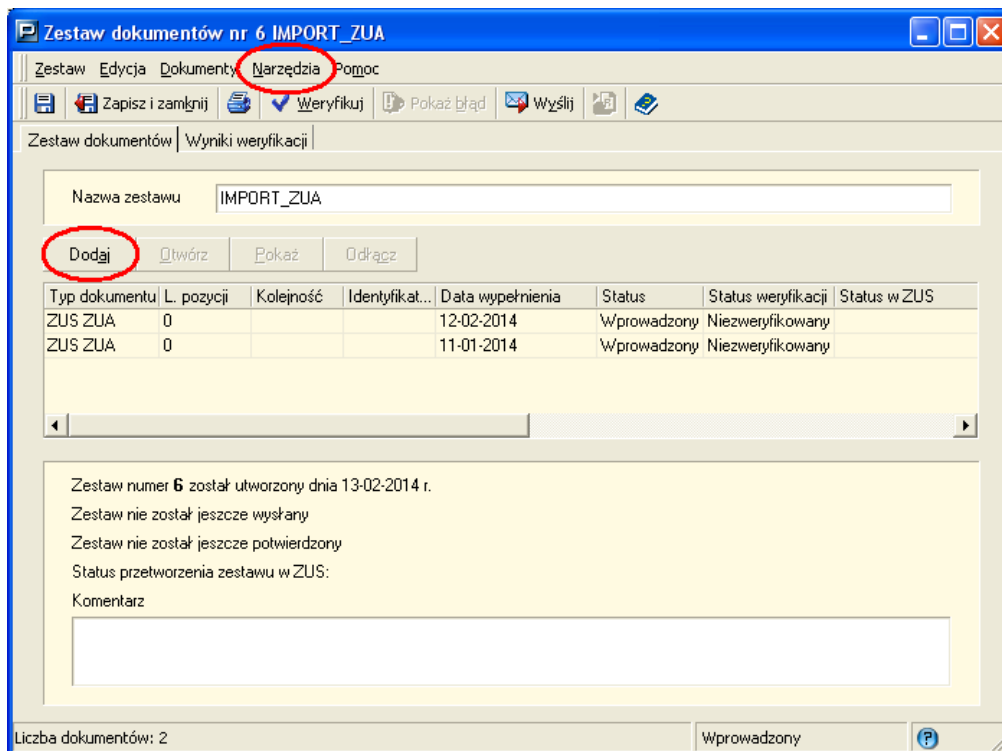 Zestaw dokumentów nr 6 IMPORT_ZUA
Zestaw Edycja Dokumenty Narzędzia Pomoc
Zapisz i zamknij Weryfikuj Pokaż błąd Wyślij
Zestaw dokumentów Wyniki weryfikacji
Nazwa zestawu IMPORT_ZUA
Dodaj Otwórz Pokaż Odłącz
Typ dokumentu L. pozycji Kolejność Identyfikat... Data wypełnienia Status Status weryfikacji Status w ZUS
ZUS ZUA 0 12-02-2014 Wprowadzony Niezweryfikowany
ZUS ZUA 0 11-01-2014 Wprowadzony Niezweryfikowany
Zestaw numer 6 został utworzony dnia 13-02-2014 r.
Zestaw nie został jeszcze wysłany
Zestaw nie został jeszcze potwierdzony
Status przetworzenia zestawu w ZUS:
Komentarz
Liczba dokumentów: 2 Wprowadzony